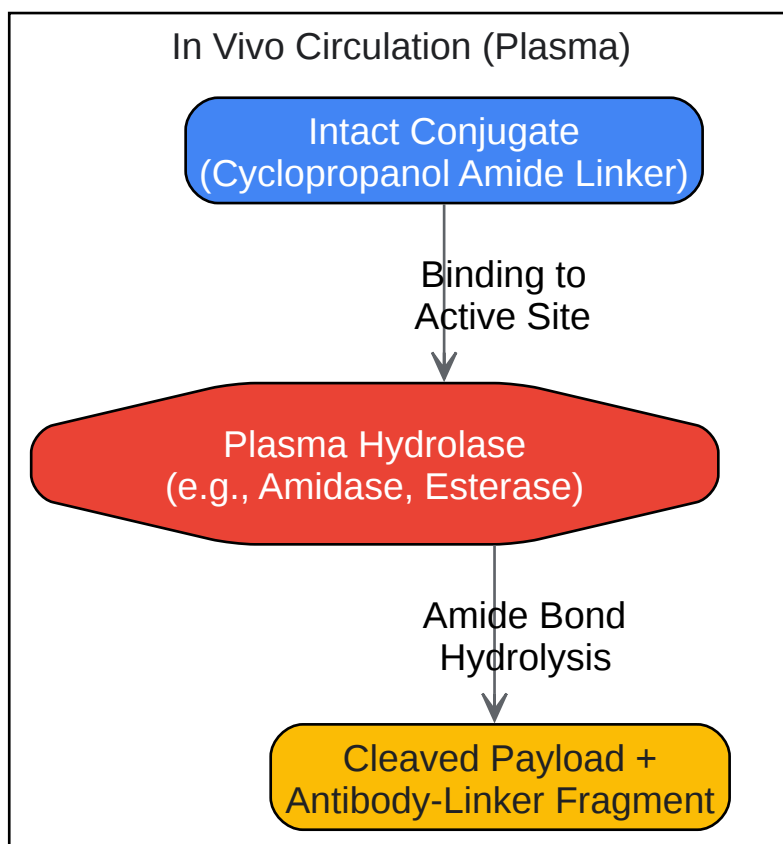 In Vivo Circulation (Plasma)
Intact Conjugate
(Cyclopropanol Amide Linker)
Binding to
Active Site
Plasma Hydrolase
(e.g., Amidase, Esterase)
Amide Bond
Hydrolysis
Cleaved Payload +
Antibody-Linker Fragment